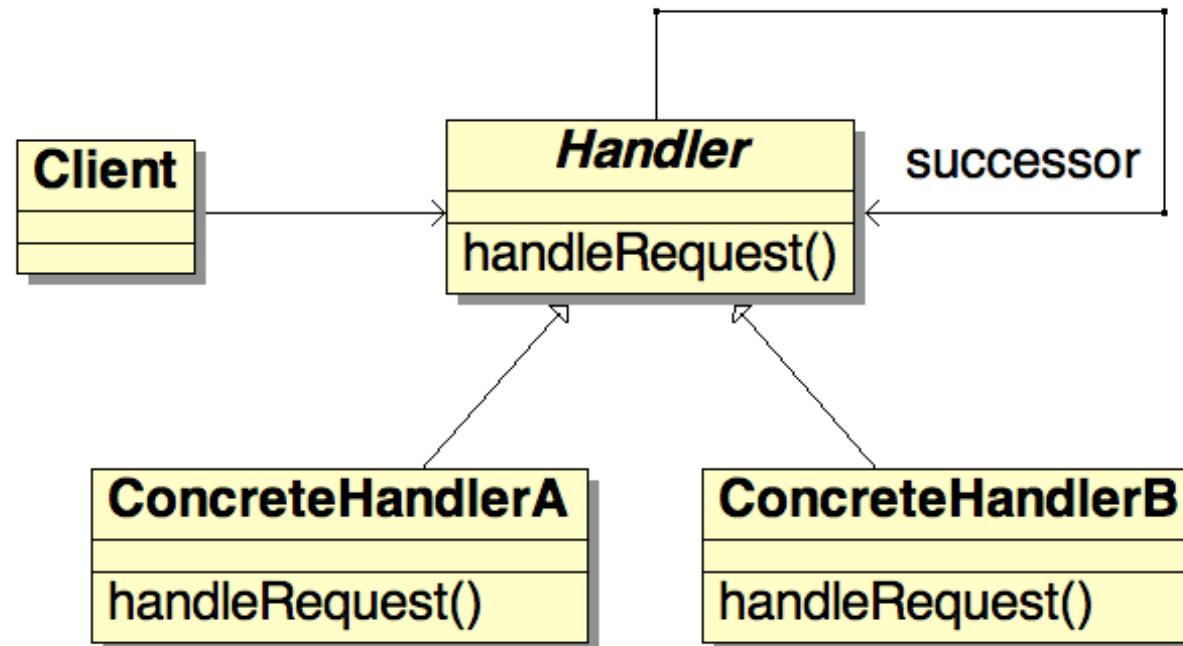 Handler
Client
successor
handleRequest()
ConcreteHandlerA
ConcreteHandlerB
handleRequest()
handleRequest()